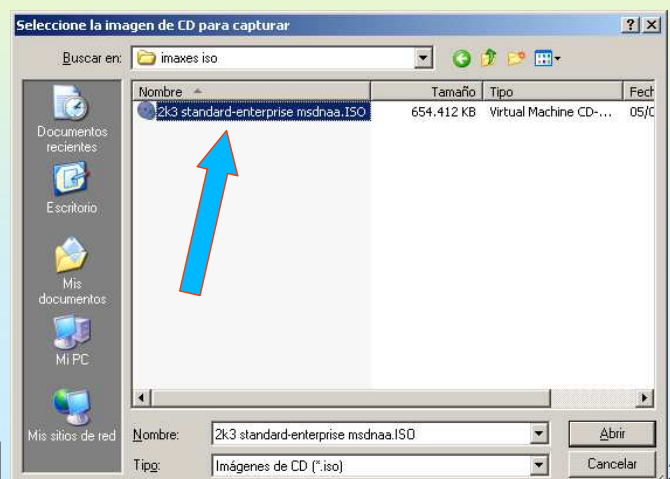 Seleccione la imagen de CD para capturar
Buscar en: imaxes iso
Nombre Tamaño Tipo Fech
2k3 standard-enterprise msdnaa.ISO 654.412 KB Virtual Machine CD-... 05/0
Documentos
recientes
Escritorio
Mis
documentos
Mi PC
Mis sitios de red
Nombre: 2k3 standard-enterprise msdnaa.ISO Abrir
Tipo: Imágenes de CD (*.iso) Cancelar